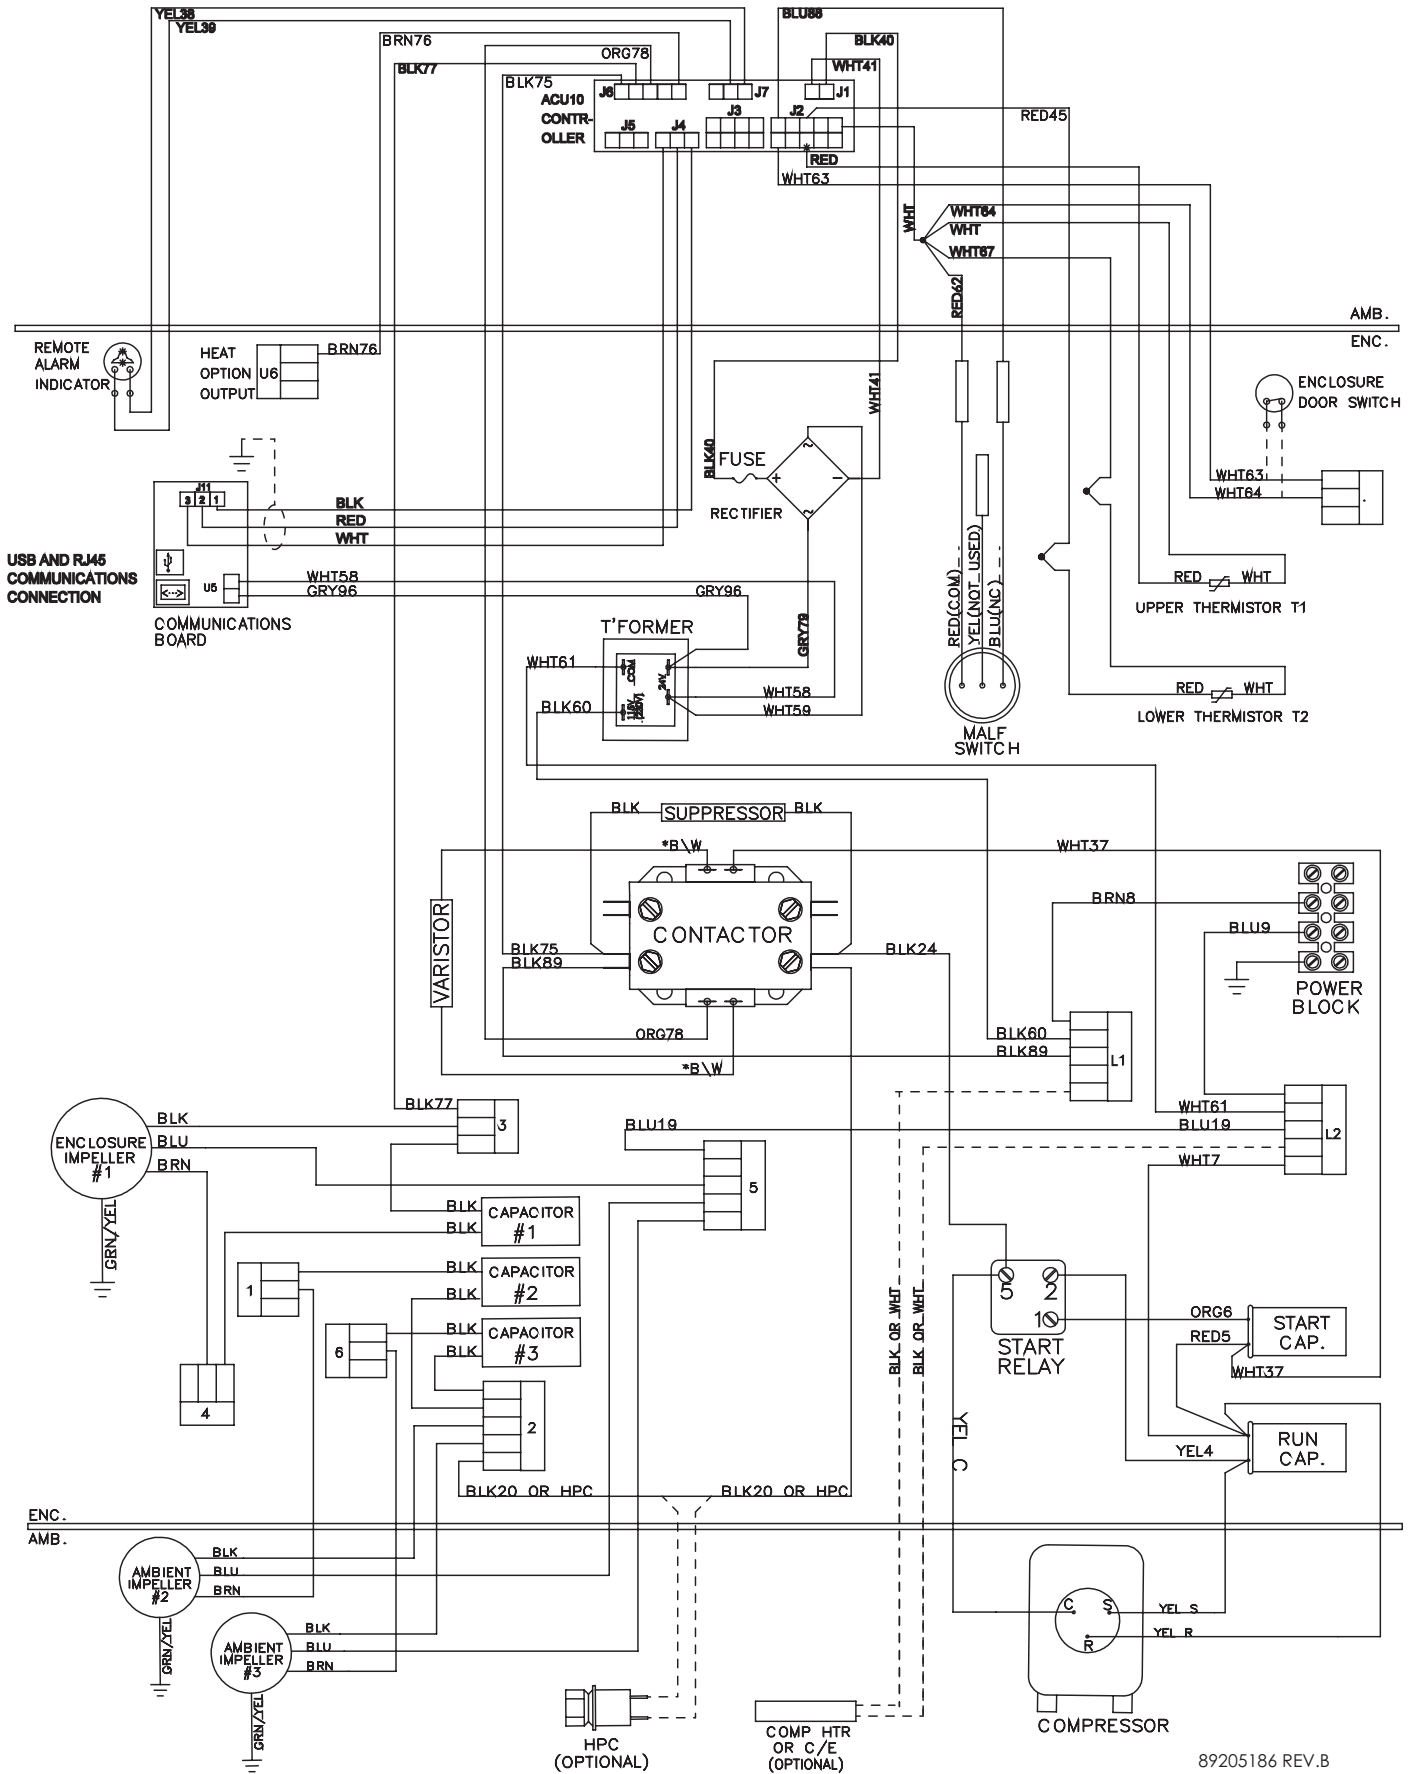 YEL38
YEL39
BLU88
BRN76
ORG78
BLK40
BLK77
WHT41
BLK75
J6
J7
J1
ACU10
CONTR-
OLLER
J5
J4
J3
J2
RED45
RED
WHT63
WHT
WHT64
WHT
WHT67
RED62
AMB.
ENC.
REMOTE
ALARM
INDICATOR
HEAT
OPTION
OUTPUT
U6
BRN76
ENCLOSURE
DOOR SWITCH
WHT41
BLK40
FUSE
+
~
-
~
RECTIFIER
WHT63
WHT64
J11
3 2 1
BLK
RED
WHT
USB AND RJ45
COMMUNICATIONS
CONNECTION
U5
WHT58
GRY96
GRY96
COMMUNICATIONS
BOARD
T'FORMER
GRY79
RED(COM)
YEL(NOT USED)
BLU(NC)
RED
WHT
UPPER THERMISTOR T1
WHT61
COM
24V
115V
BLK60
WHT58
WHT59
RED
WHT
LOWER THERMISTOR T2
MALF
SWITCH
BLK
SUPPRESSOR
BLK
*B\W
WHT37
VARISTOR
CONTACTOR
BRN8
BLU9
BLK75
BLK89
BLK24
POWER
BLOCK
ORG78
*B\W
BLK60
BLK89
L1
BLK77
3
WHT61
BLU19
L2
WHT7
BLU19
5
ENCLOSURE
IMPELLER
#1
BLK
BLU
BRN
GRN/YEL
BLK
BLK
CAPACITOR
#1
BLK
BLK
CAPACITOR
#2
1
BLK
BLK
CAPACITOR
#3
6
4
2
BLK OR WHT
BLK OR WHT
5
2
1
START
RELAY
ORG6
RED5
START
CAP.
WHT37
YEL C
YEL4
RUN
CAP.
BLK20 OR HPC
BLK20 OR HPC
ENC.
AMB.
AMBIENT
IMPELLER
#2
BLK
BLU
BRN
GRN/YEL
AMBIENT
IMPELLER
#3
BLK
BLU
BRN
GRN/YEL
C
S
R
YEL S
YEL R
COMPRESSOR
HPC
(OPTIONAL)
COMP HTR
OR C/E
(OPTIONAL)
89205186 REV.B